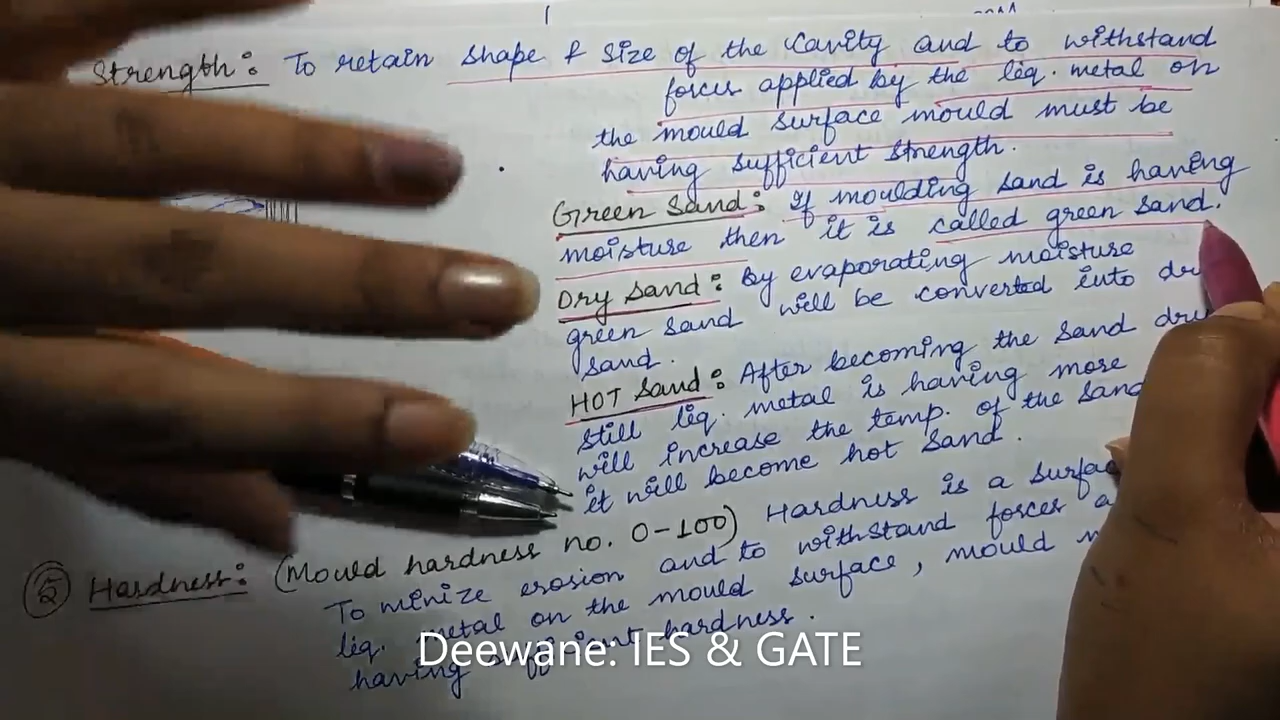 Strength: To retain shape & size of the cavity and to withstand
forces applied by the liq. metal on
the mould surface mould must be
having sufficient strength.
Green Sand: If moulding sand is having
moisture then it is called green sand.
Dry Sand: By evaporating moisture
green sand will be converted into
sand.
HOT Sand: After becoming the sand
still liq. metal is having more
will increase the temp. of the sand
it will become hot sand.
5 Hardness: (Mould hardness no. 0-100) Hardness is a
To minize erosion and to withstand forces
liq. metal on the mould surface, mould
having sufficient hardness.
Deewane: IES & GATE